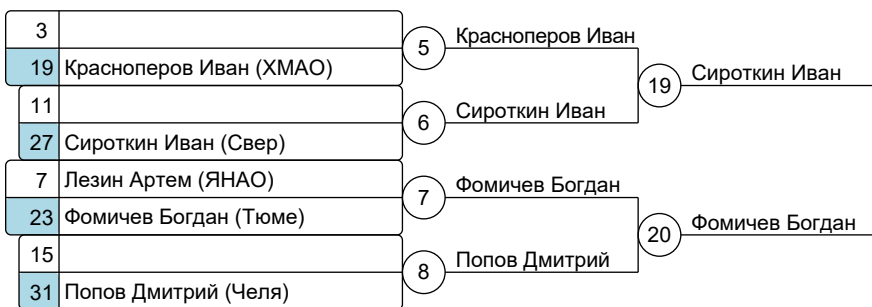 3
19 Красноперов Иван (ХМАО)
11
27 Сироткин Иван (Свер)
7 Лезин Артем (ЯНАО)
23 Фомичев Богдан (Тюме)
15
31 Попов Дмитрий (Челя)
5 Красноперов Иван
6 Сироткин Иван
7 Фомичев Богдан
8 Попов Дмитрий
19 Сироткин Иван
20 Фомичев Богдан